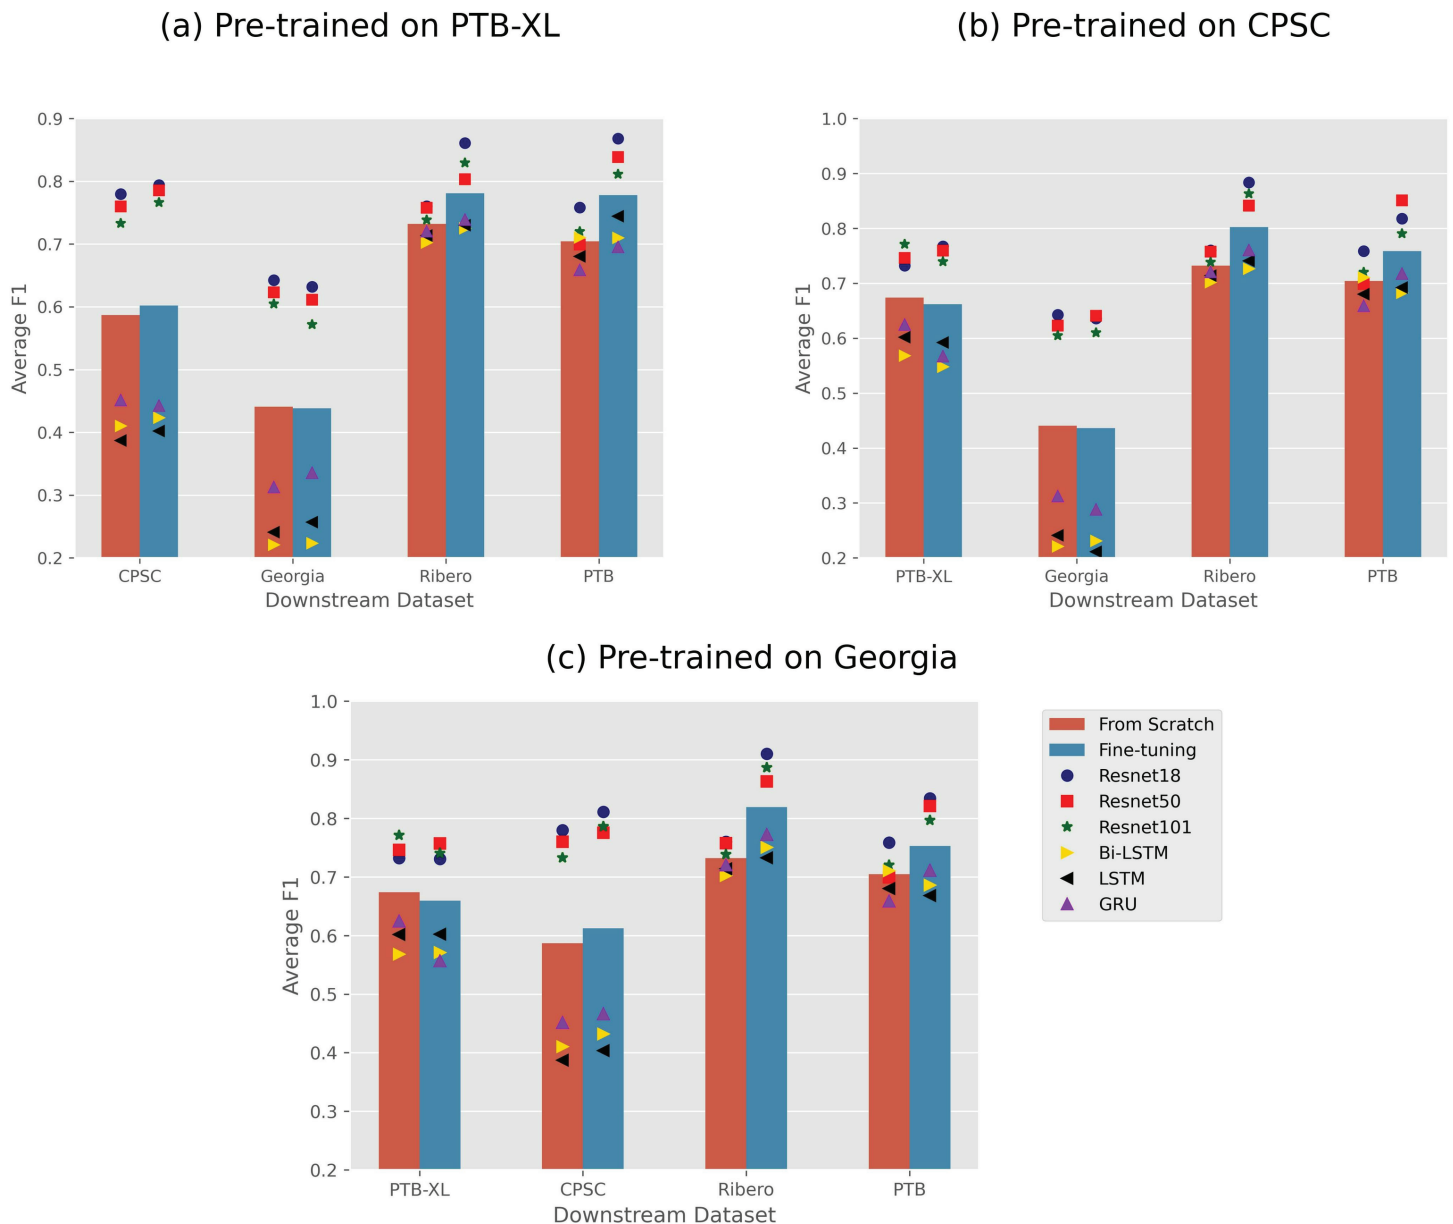 (a) Pre-trained on PTB-XL
0.9
0.8
0.7
0.6
0.5
0.4
0.3
0.2
Average F1
CPSC Georgia Ribero PTB
Downstream Dataset
(b) Pre-trained on CPSC
1.0
0.9
0.8
0.7
0.6
0.5
0.4
0.3
0.2
Average F1
PTB-XL Georgia Ribero PTB
Downstream Dataset
(c) Pre-trained on Georgia
1.0
0.9
0.8
0.7
0.6
0.5
0.4
0.3
0.2
Average F1
PTB-XL CPSC Ribero PTB
Downstream Dataset
From Scratch
Fine-tuning
Resnet18
Resnet50
Resnet101
Bi-LSTM
LSTM
GRU